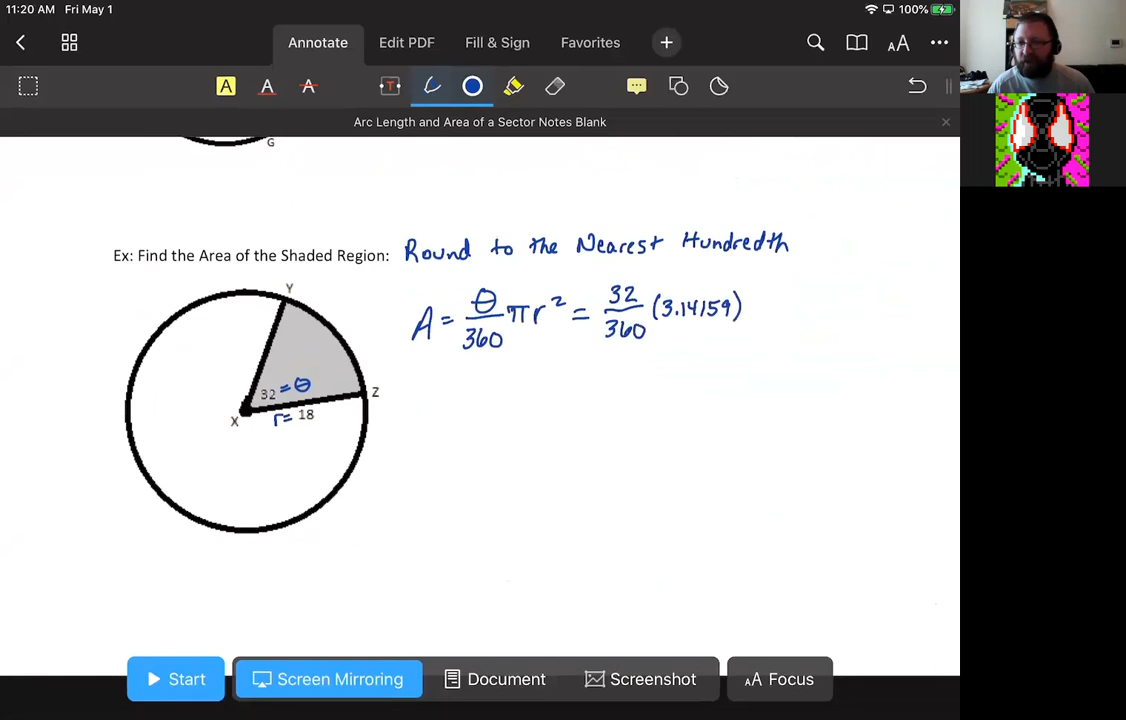 11:20 AM Fri May 1 100%
Annotate Edit PDF Fill & Sign Favorites +
AA
A A A T
Arc Length and Area of a Sector Notes Blank ×
G
Ex: Find the Area of the Shaded Region: Round to the Nearest Hundredth
Y
A = θ/360 πr² = 32/360 (3.14159)
32 = θ
Z
X r= 18
Start Screen Mirroring Document Screenshot AA Focus